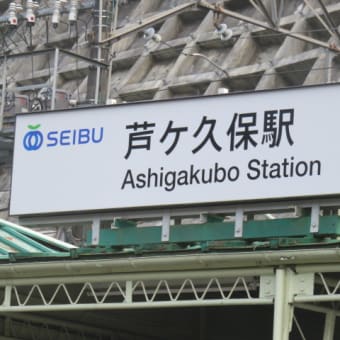 SEIBU
芦ケ久保駅
Ashigakubo Station